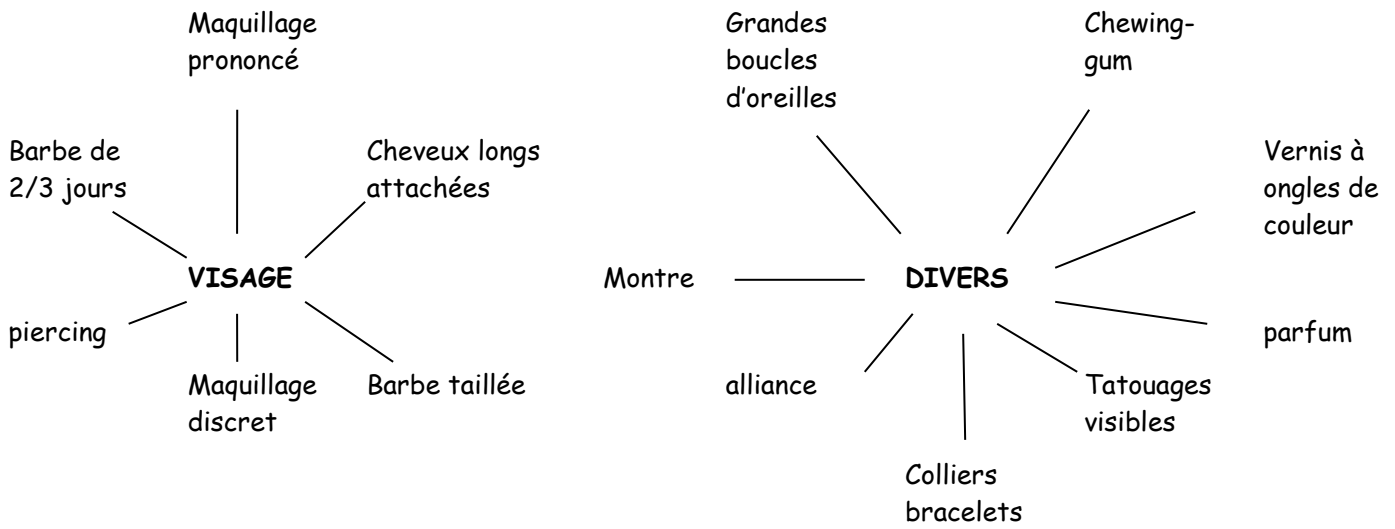 Maquillage
prononcé
Barbe de
2/3 jours
Cheveux longs
attachées
VISAGE
piercing
Maquillage
discret
Barbe taillée
Grandes
boucles
d'oreilles
Chewing-
gum
Vernis à
ongles de
couleur
Montre
DIVERS
parfum
alliance
Tatouages
visibles
Colliers
bracelets